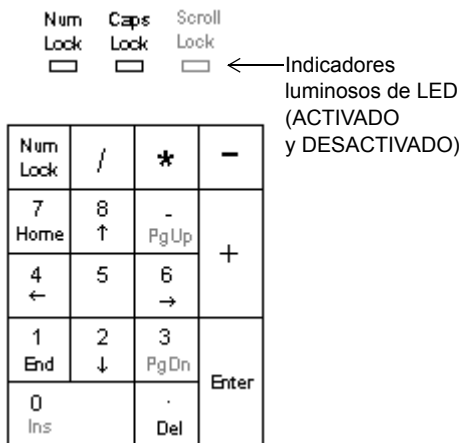 Num Caps Scroll
Lock Lock Lock
Indicadores
luminosos de LED
(ACTIVADO
y DESACTIVADO)
Num
Lock
/ * −
7 8 -
Home ↑ PgUp
+
4 5 6
← →
1 2 3
End ↓ PgDn
Enter
0 .
Ins Del